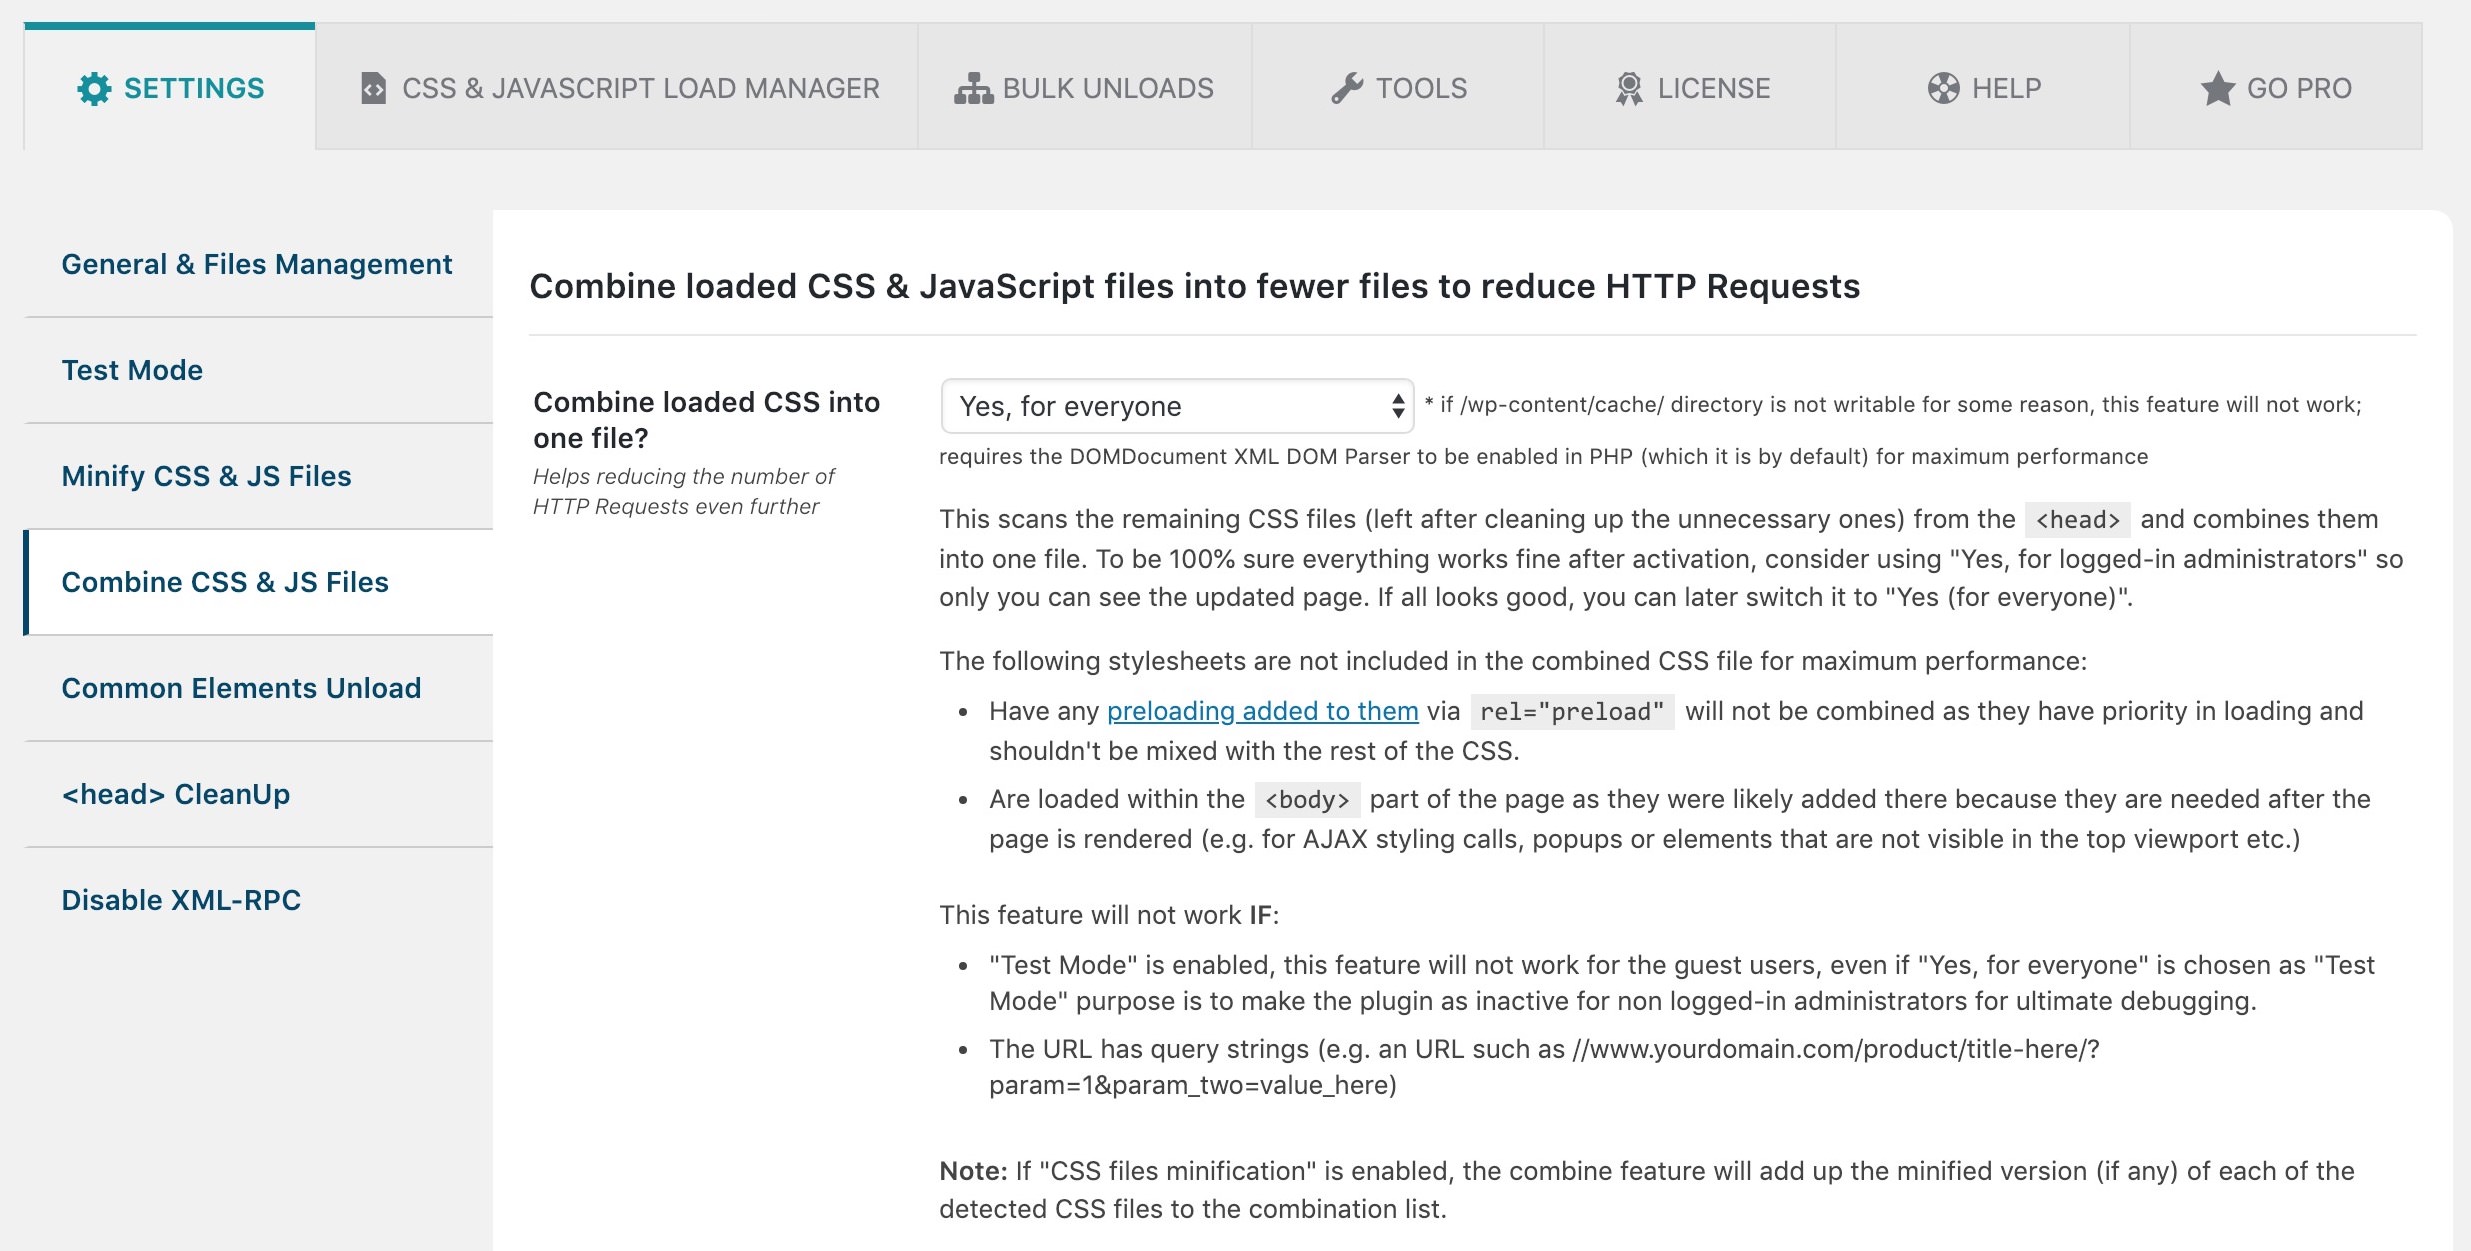 SETTINGS
CSS & JAVASCRIPT LOAD MANAGER
BULK UNLOADS
TOOLS
LICENSE
HELP
GO PRO
General & Files Management
Test Mode
Minify CSS & JS Files
Combine CSS & JS Files
Common Elements Unload
<head> CleanUp
Disable XML-RPC
Combine loaded CSS & JavaScript files into fewer files to reduce HTTP Requests
Combine loaded CSS into
one file?
Helps reducing the number of
HTTP Requests even further
Yes, for everyone * if /wp-content/cache/ directory is not writable for some reason, this feature will not work;
requires the DOMDocument XML DOM Parser to be enabled in PHP (which it is by default) for maximum performance
This scans the remaining CSS files (left after cleaning up the unnecessary ones) from the <head> and combines them
into one file. To be 100% sure everything works fine after activation, consider using "Yes, for logged-in administrators" so
only you can see the updated page. If all looks good, you can later switch it to "Yes (for everyone)".
The following stylesheets are not included in the combined CSS file for maximum performance:
• Have any preloading added to them via rel="preload" will not be combined as they have priority in loading and
shouldn't be mixed with the rest of the CSS.
• Are loaded within the <body> part of the page as they were likely added there because they are needed after the
page is rendered (e.g. for AJAX styling calls, popups or elements that are not visible in the top viewport etc.)
This feature will not work IF:
• "Test Mode" is enabled, this feature will not work for the guest users, even if "Yes, for everyone" is chosen as "Test
Mode" purpose is to make the plugin as inactive for non logged-in administrators for ultimate debugging.
• The URL has query strings (e.g. an URL such as //www.yourdomain.com/product/title-here/?
param=1&param_two=value_here)
Note: If "CSS files minification" is enabled, the combine feature will add up the minified version (if any) of each of the
detected CSS files to the combination list.